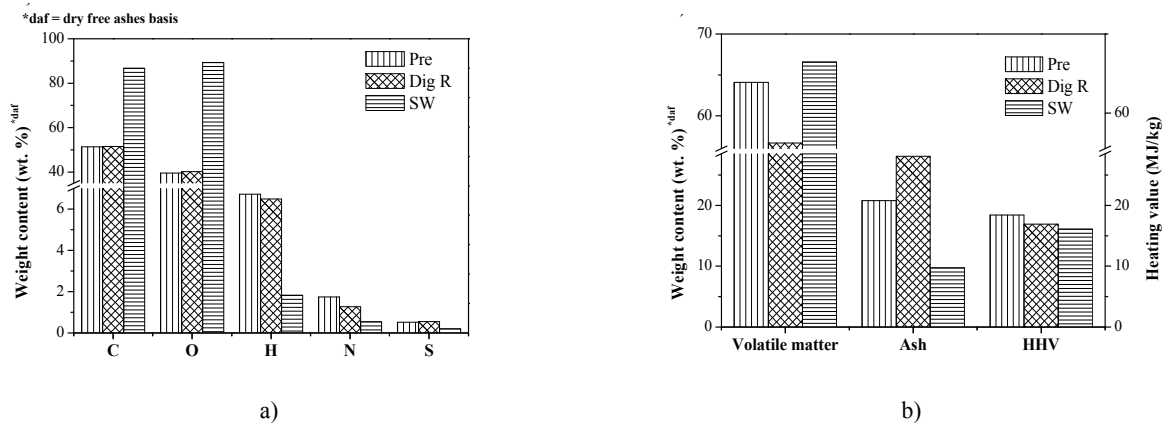 *daf = dry free ashes basis
100
80
60
40
6
4
2
0
Weight content (wt. %) *daf
Pre
Dig R
SW
C O H N S
a)
70
60
20
10
0
Weight content (wt. %) *daf
Pre
Dig R
SW
60
20
10
0
Heating value (MJ/kg)
Volatile matter Ash HHV
b)